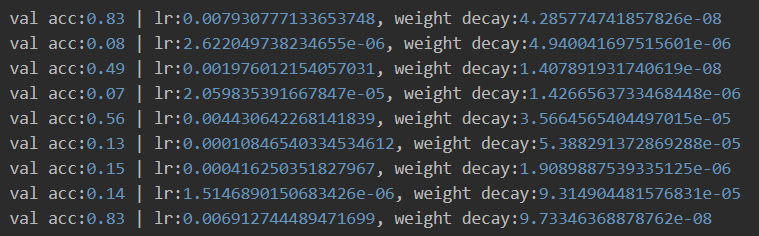 val acc:0.83 | lr:0.007930777133653748, weight decay:4.285774741857826e-08
val acc:0.08 | lr:2.622049738234655e-06, weight decay:4.940041697515601e-06
val acc:0.49 | lr:0.001976012154057031, weight decay:1.407891931740619e-08
val acc:0.07 | lr:2.059835391667847e-05, weight decay:1.4266563733468448e-06
val acc:0.56 | lr:0.004430642268141839, weight decay:3.5664565404497015e-05
val acc:0.13 | lr:0.00010846540334534612, weight decay:5.388291372869288e-05
val acc:0.15 | lr:0.000416250351827967, weight decay:1.9089887539335125e-06
val acc:0.14 | lr:1.5146890150683426e-06, weight decay:9.314904481576831e-05
val acc:0.83 | lr:0.006912744489471699, weight decay:9.73346368878762e-08